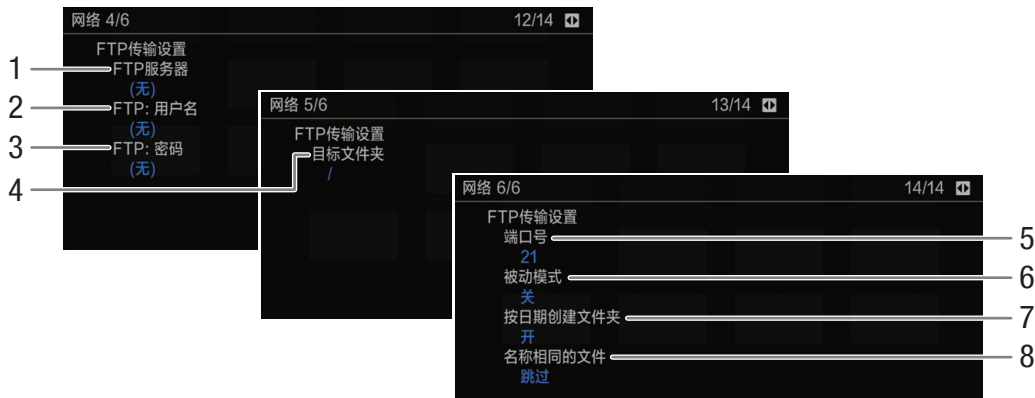 网络 4/6 12/14
FTP传输设置
1 FTP服务器
(无)
2 FTP: 用户名
(无)
3 FTP: 密码
(无)
网络 5/6 13/14
FTP传输设置
4 目标文件夹
/
网络 6/6 14/14
FTP传输设置
端口号 5
21
被动模式 6
关
按日期创建文件夹 7
开
名称相同的文件 8
跳过